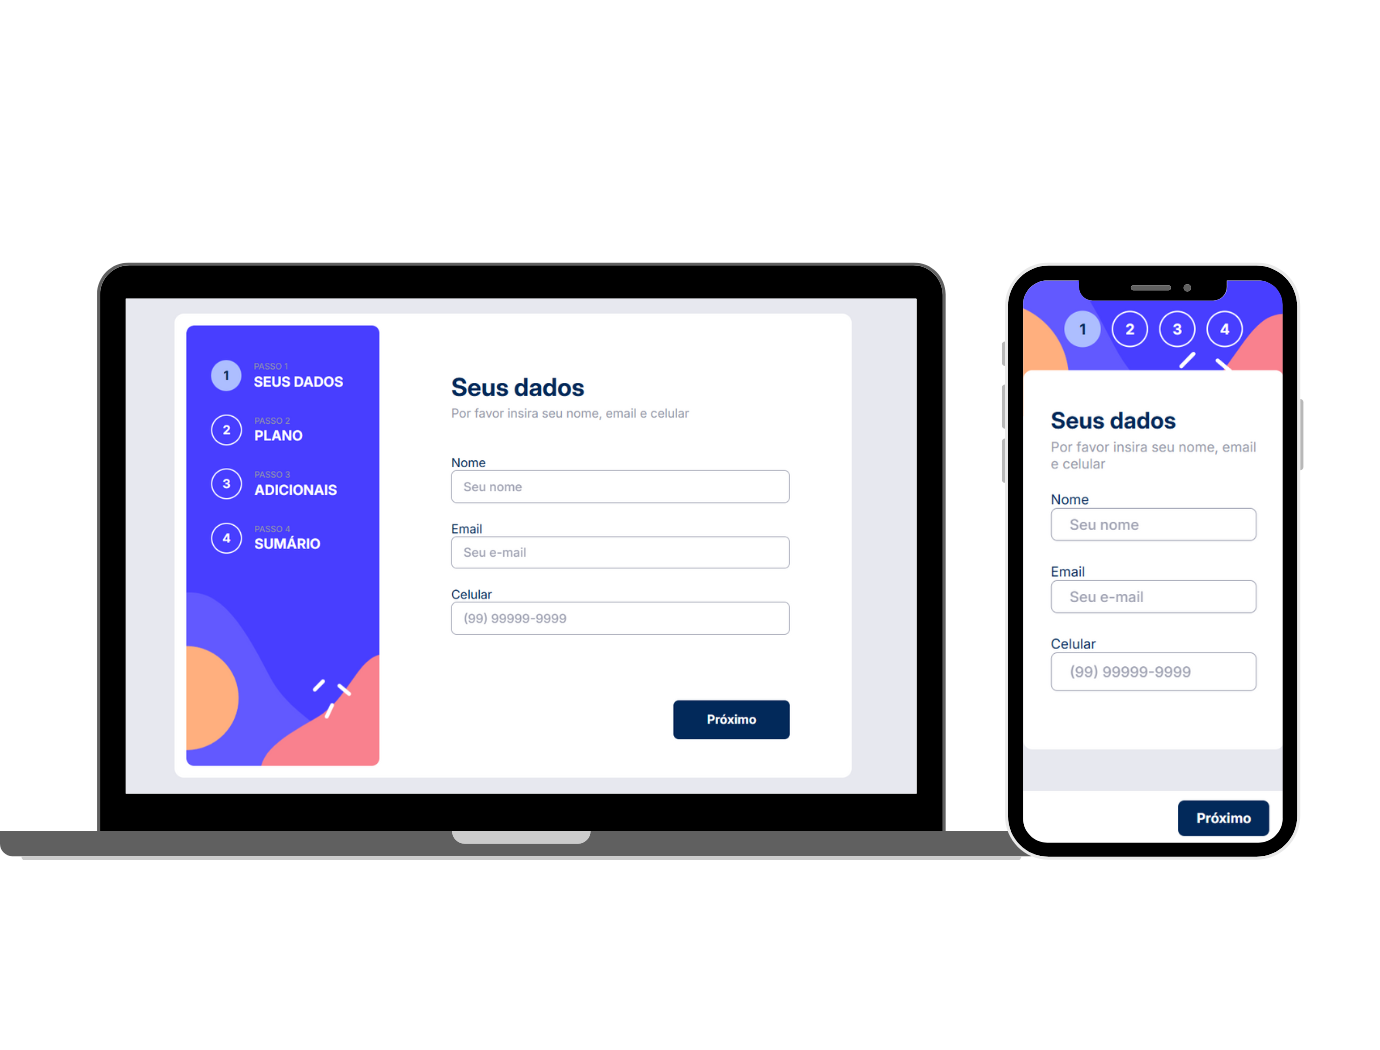 1
PASSO 1
SEUS DADOS
2
PASSO 2
PLANO
3
PASSO 3
ADICIONAIS
4
PASSO 4
SUMÁRIO
Seus dados
Por favor insira seu nome, email e celular
Nome
Seu nome
Email
Seu e-mail
Celular
(99) 99999-9999
Próximo
1 2 3 4
Seus dados
Por favor insira seu nome, email
e celular
Nome
Seu nome
Email
Seu e-mail
Celular
(99) 99999-9999
Próximo